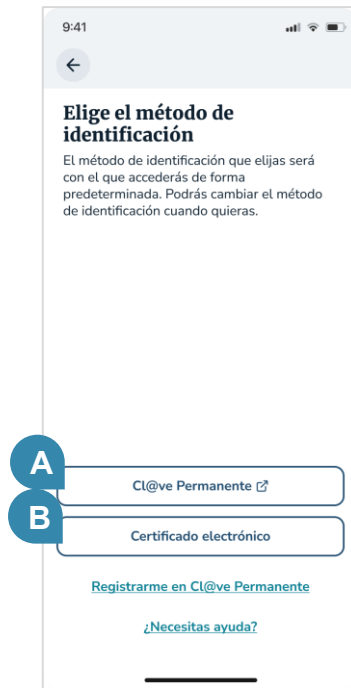 9:41
Elige el método de
identificación
El método de identificación que elijas será
con el que accederás de forma
predeterminada. Podrás cambiar el método
de identificación cuando quieras.
A
Cl@ve Permanente
B
Certificado electrónico
Registrarme en Cl@ve Permanente
¿Necesitas ayuda?